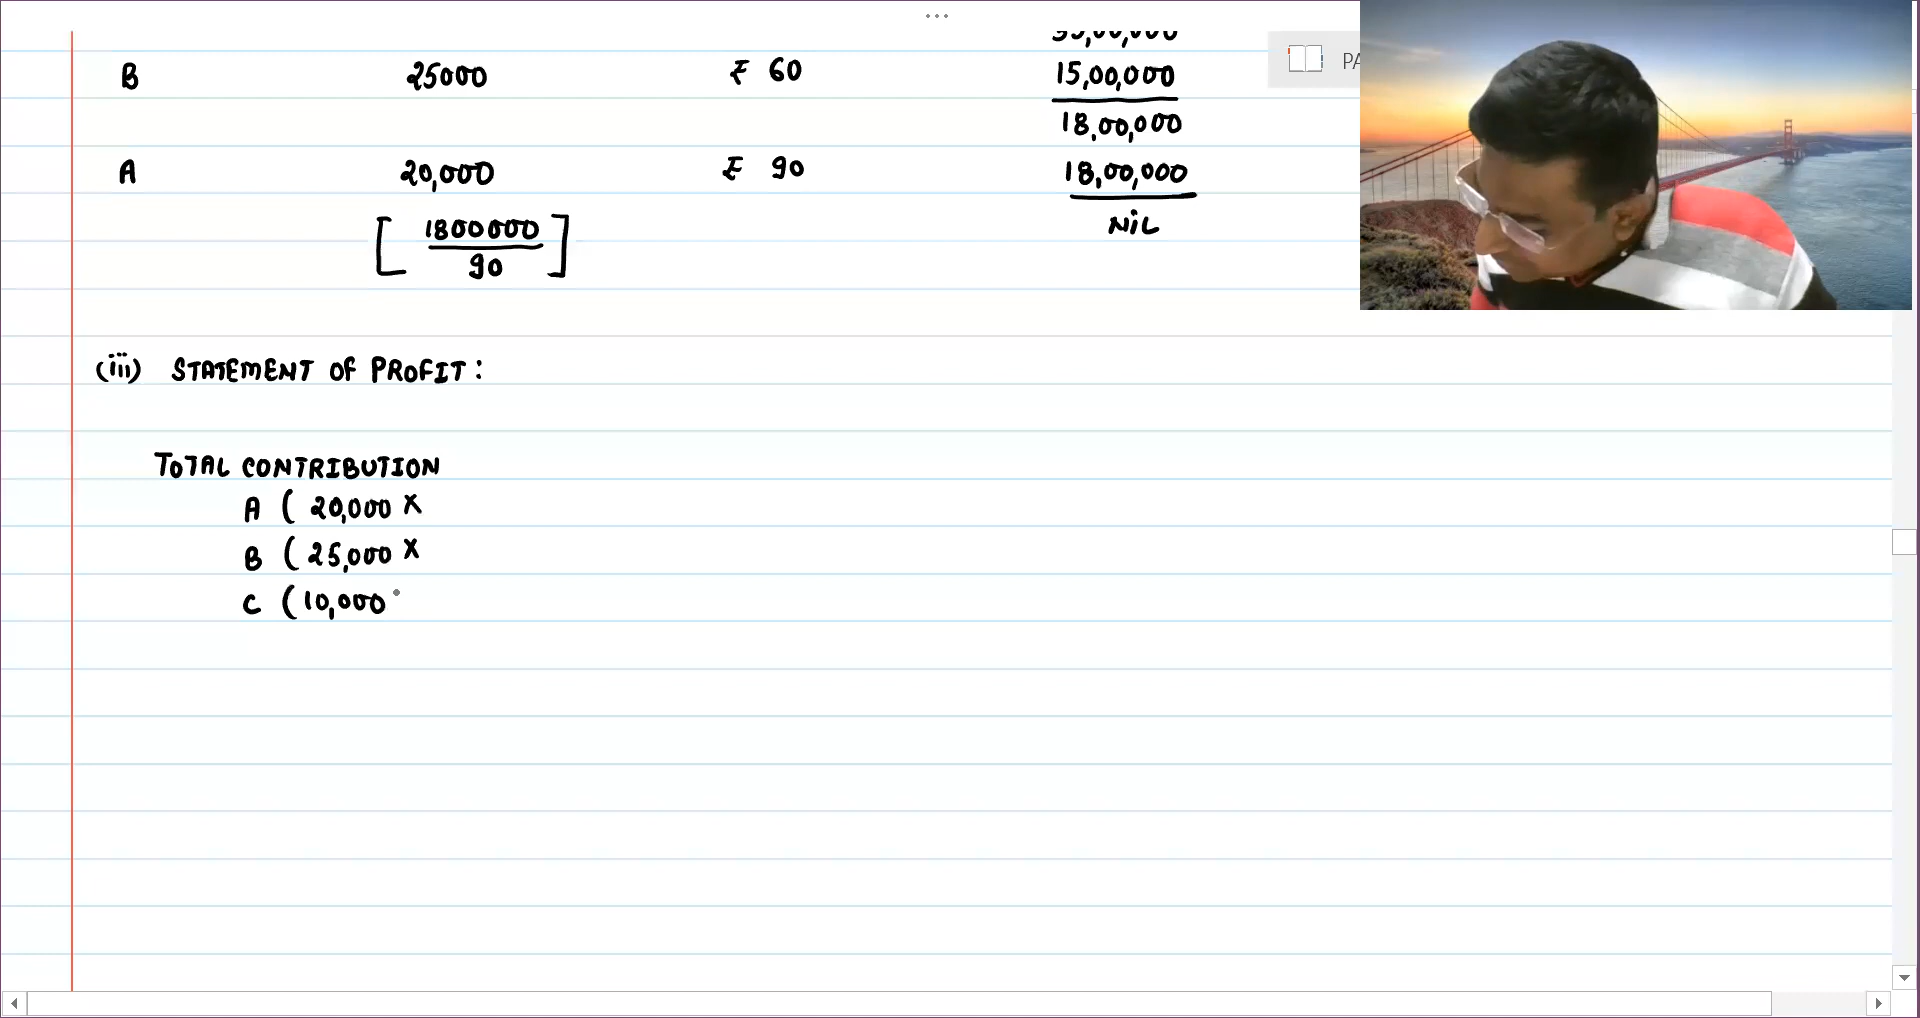 B 25000 ₹ 60 15,00,000
18,00,000
A 20,000 ₹ 90 18,00,000
[ 1800000 / 90 ] NIL
(iii) STATEMENT OF PROFIT:
TOTAL CONTRIBUTION
A ( 20,000 X
B ( 25,000 X
C ( 10,000